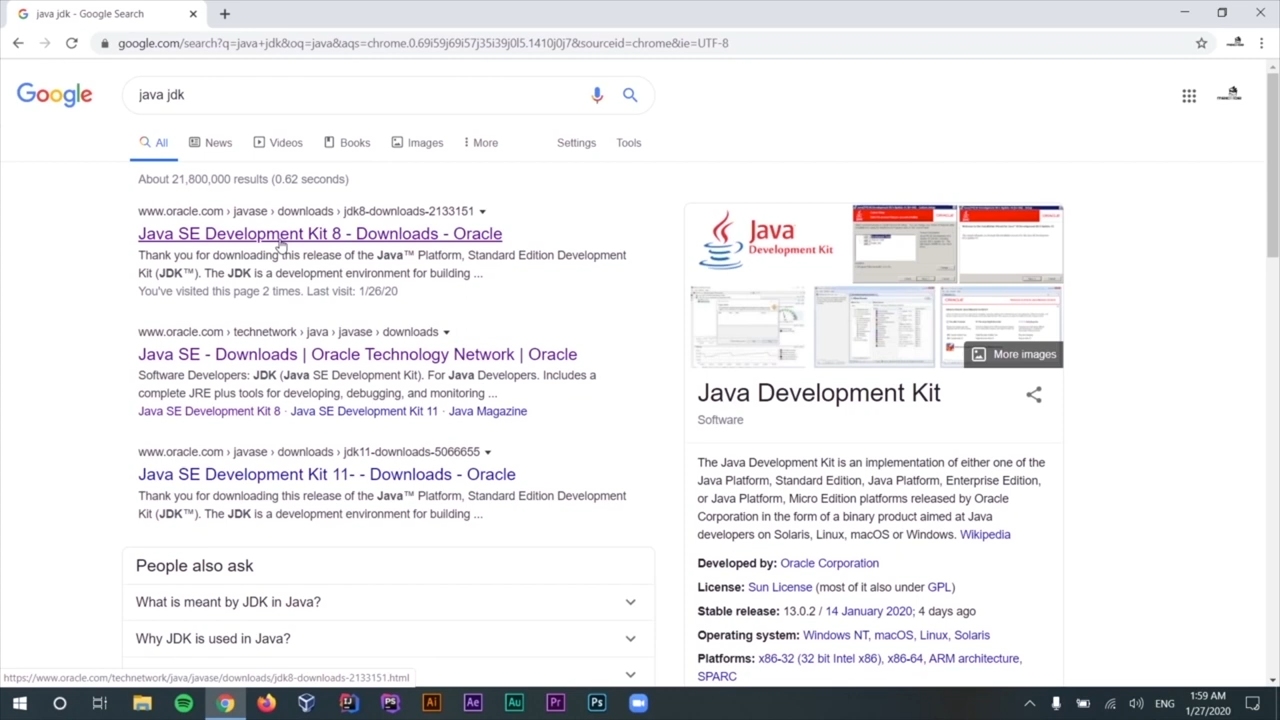 java jdk - Google Search
google.com/search?q=java+jdk&oq=java&aqs=chrome.0.69i59j69i57j35i39j0l5.1410j0j7&sourceid=chrome&ie=UTF-8
Google
java jdk
All News Videos Books Images More Settings Tools
About 21,800,000 results (0.62 seconds)
www.oracle.com › javase › downloads › jdk8-downloads-2133151
Java SE Development Kit 8 - Downloads - Oracle
Thank you for downloading this release of the Java™ Platform, Standard Edition Development
Kit (JDK™). The JDK is a development environment for building ...
You've visited this page 2 times. Last visit: 1/26/20
www.oracle.com › technetwork › java › javase › downloads
Java SE - Downloads | Oracle Technology Network | Oracle
Software Developers: JDK (Java SE Development Kit). For Java Developers. Includes a
complete JRE plus tools for developing, debugging, and monitoring ...
Java SE Development Kit 8 · Java SE Development Kit 11 · Java Magazine
www.oracle.com › javase › downloads › jdk11-downloads-5066655
Java SE Development Kit 11- - Downloads - Oracle
Thank you for downloading this release of the Java™ Platform, Standard Edition Development
Kit (JDK™). The JDK is a development environment for building ...
People also ask
What is meant by JDK in Java?
Why JDK is used in Java?
https://www.oracle.com/technetwork/java/javase/downloads/jdk8-downloads-2133151.html
Java
Development Kit
More images
Java Development Kit
Software
The Java Development Kit is an implementation of either one of the
Java Platform, Standard Edition, Java Platform, Enterprise Edition,
or Java Platform, Micro Edition platforms released by Oracle
Corporation in the form of a binary product aimed at Java
developers on Solaris, Linux, macOS or Windows. Wikipedia
Developed by: Oracle Corporation
License: Sun License (most of it also under GPL)
Stable release: 13.0.2 / 14 January 2020; 4 days ago
Operating system: Windows NT, macOS, Linux, Solaris
Platforms: x86-32 (32 bit Intel x86), x86-64, ARM architecture,
SPARC
Ai Ae Au Pr Ps
ENG
1:59 AM
1/27/2020